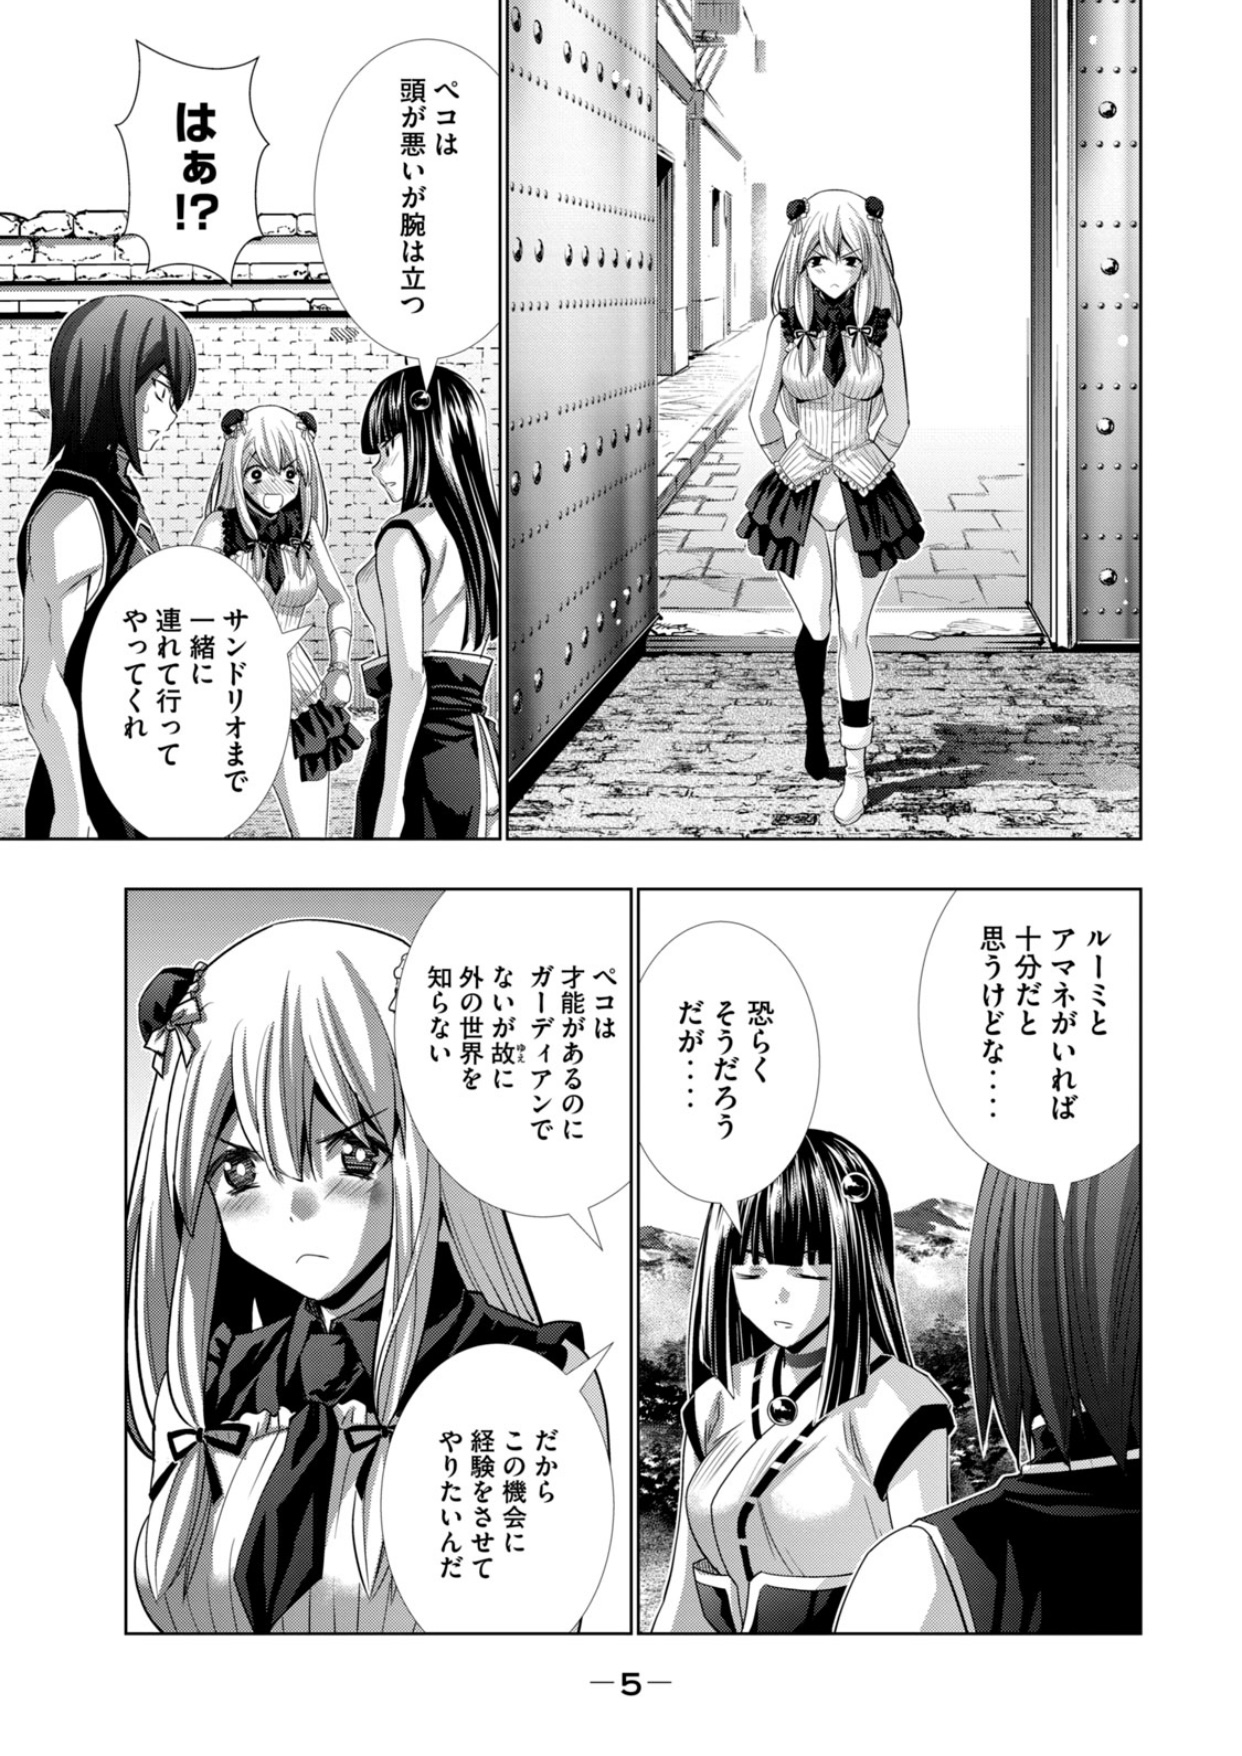 ペコは
頭が悪いが腕は立つ
はぁ!?
サンドリオまで
一緒に
連れて行って
やってくれ
ルーミと
アマネがいれば
十分だと
思うけどな‥‥
恐らく
そうだろう
だが‥‥
ペコは
才能があるのに
ガーディアンで
ないが故に
ゆえ
外の世界を
知らない
だから
この機会に
経験をさせて
やりたいんだ
—5—